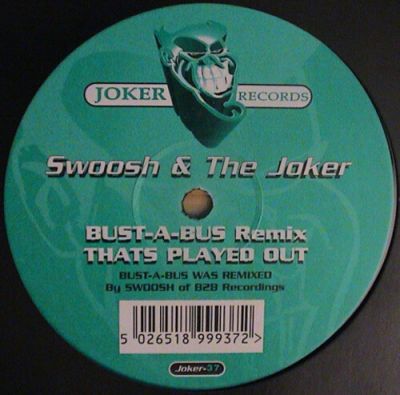 JOKER RECORDS
Swoosh & The Joker
BUST-A-BUS Remix
THATS PLAYED OUT
BUST-A-BUS WAS REMIXED
By SWOOSH of B2B Recordings
5 026518 999372 >
Joker-37